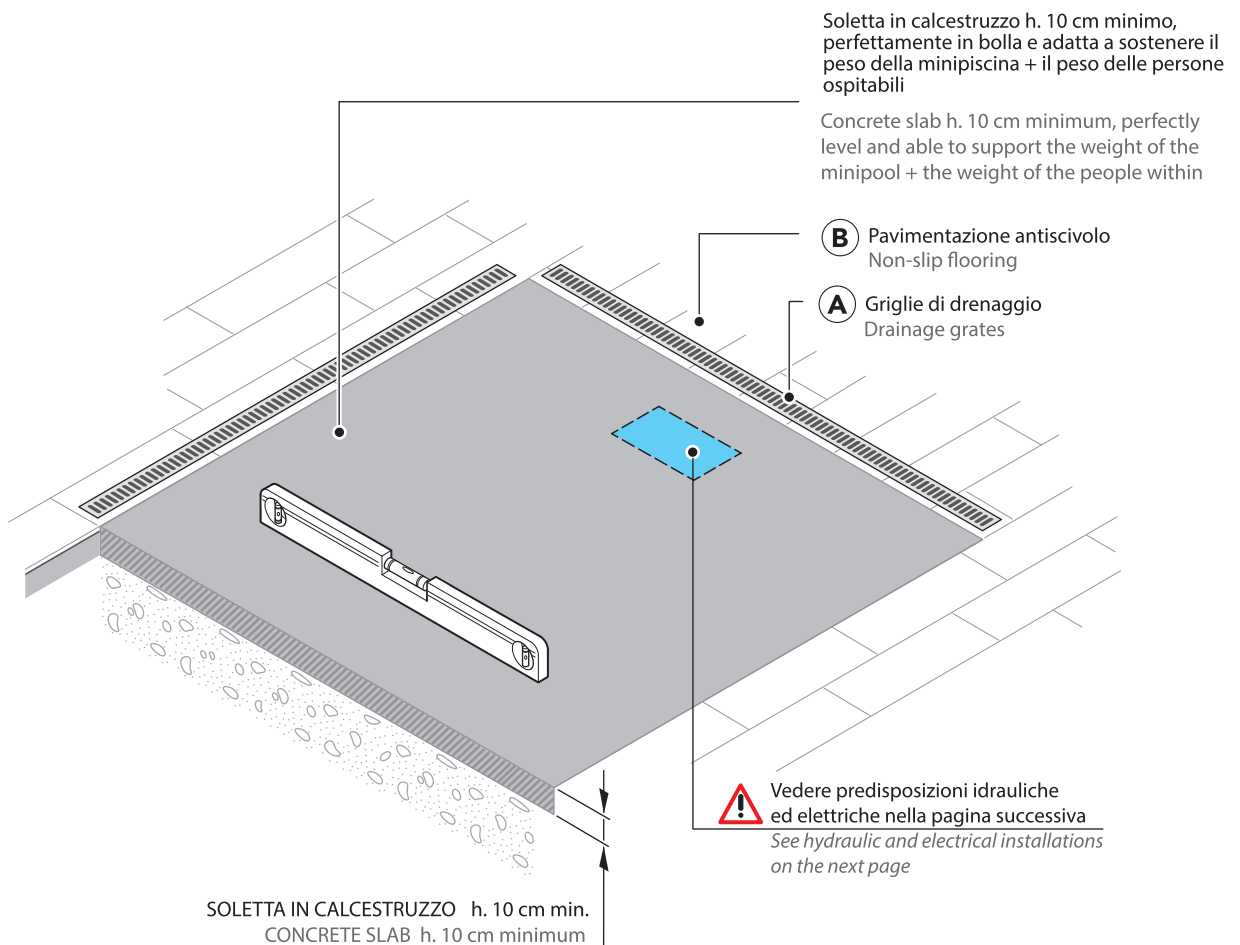 Soletta in calcestruzzo h. 10 cm minimo,
perfettamente in bolla e adatta a sostenere il
peso della minipiscina + il peso delle persone
ospitabili
Concrete slab h. 10 cm minimum, perfectly
level and able to support the weight of the
minipool + the weight of the people within
B Pavimentazione antiscivolo
Non-slip flooring
A Griglie di drenaggio
Drainage grates
Vedere predisposizioni idrauliche
ed elettriche nella pagina successiva
See hydraulic and electrical installations
on the next page
SOLETTA IN CALCESTRUZZO h. 10 cm min.
CONCRETE SLAB h. 10 cm minimum